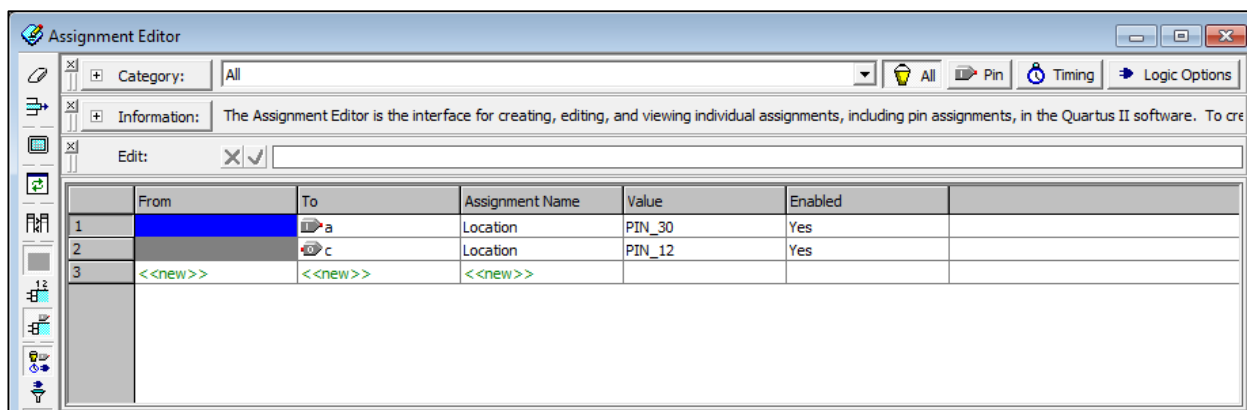 Assignment Editor
Category: All All Pin Timing Logic Options
Information: The Assignment Editor is the interface for creating, editing, and viewing individual assignments, including pin assignments, in the Quartus II software. To cre
Edit:
From To Assignment Name Value Enabled
1 a Location PIN_30 Yes
2 c Location PIN_12 Yes
3 <<new>> <<new>> <<new>>